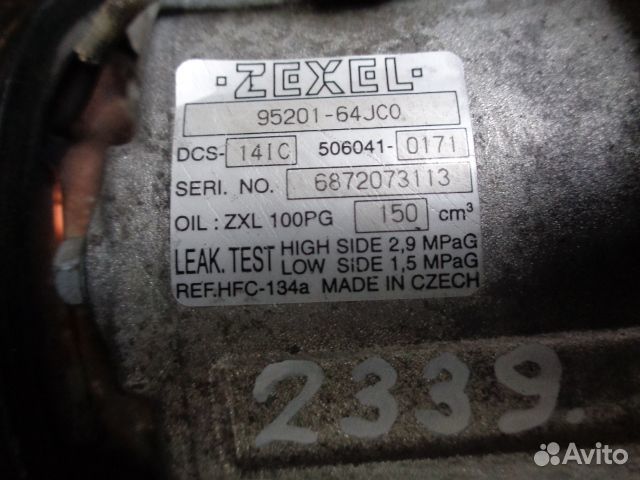 ·ZEXEL·
95201-64JC0
DCS-14IC 506041-0171
SERI. NO. 6872073113
OIL : ZXL 100PG 150 cm³
LEAK. TEST HIGH SIDE 2,9 MPaG
LOW SIDE 1,5 MPaG
REF.HFC-134a MADE IN CZECH
2339.
Avito